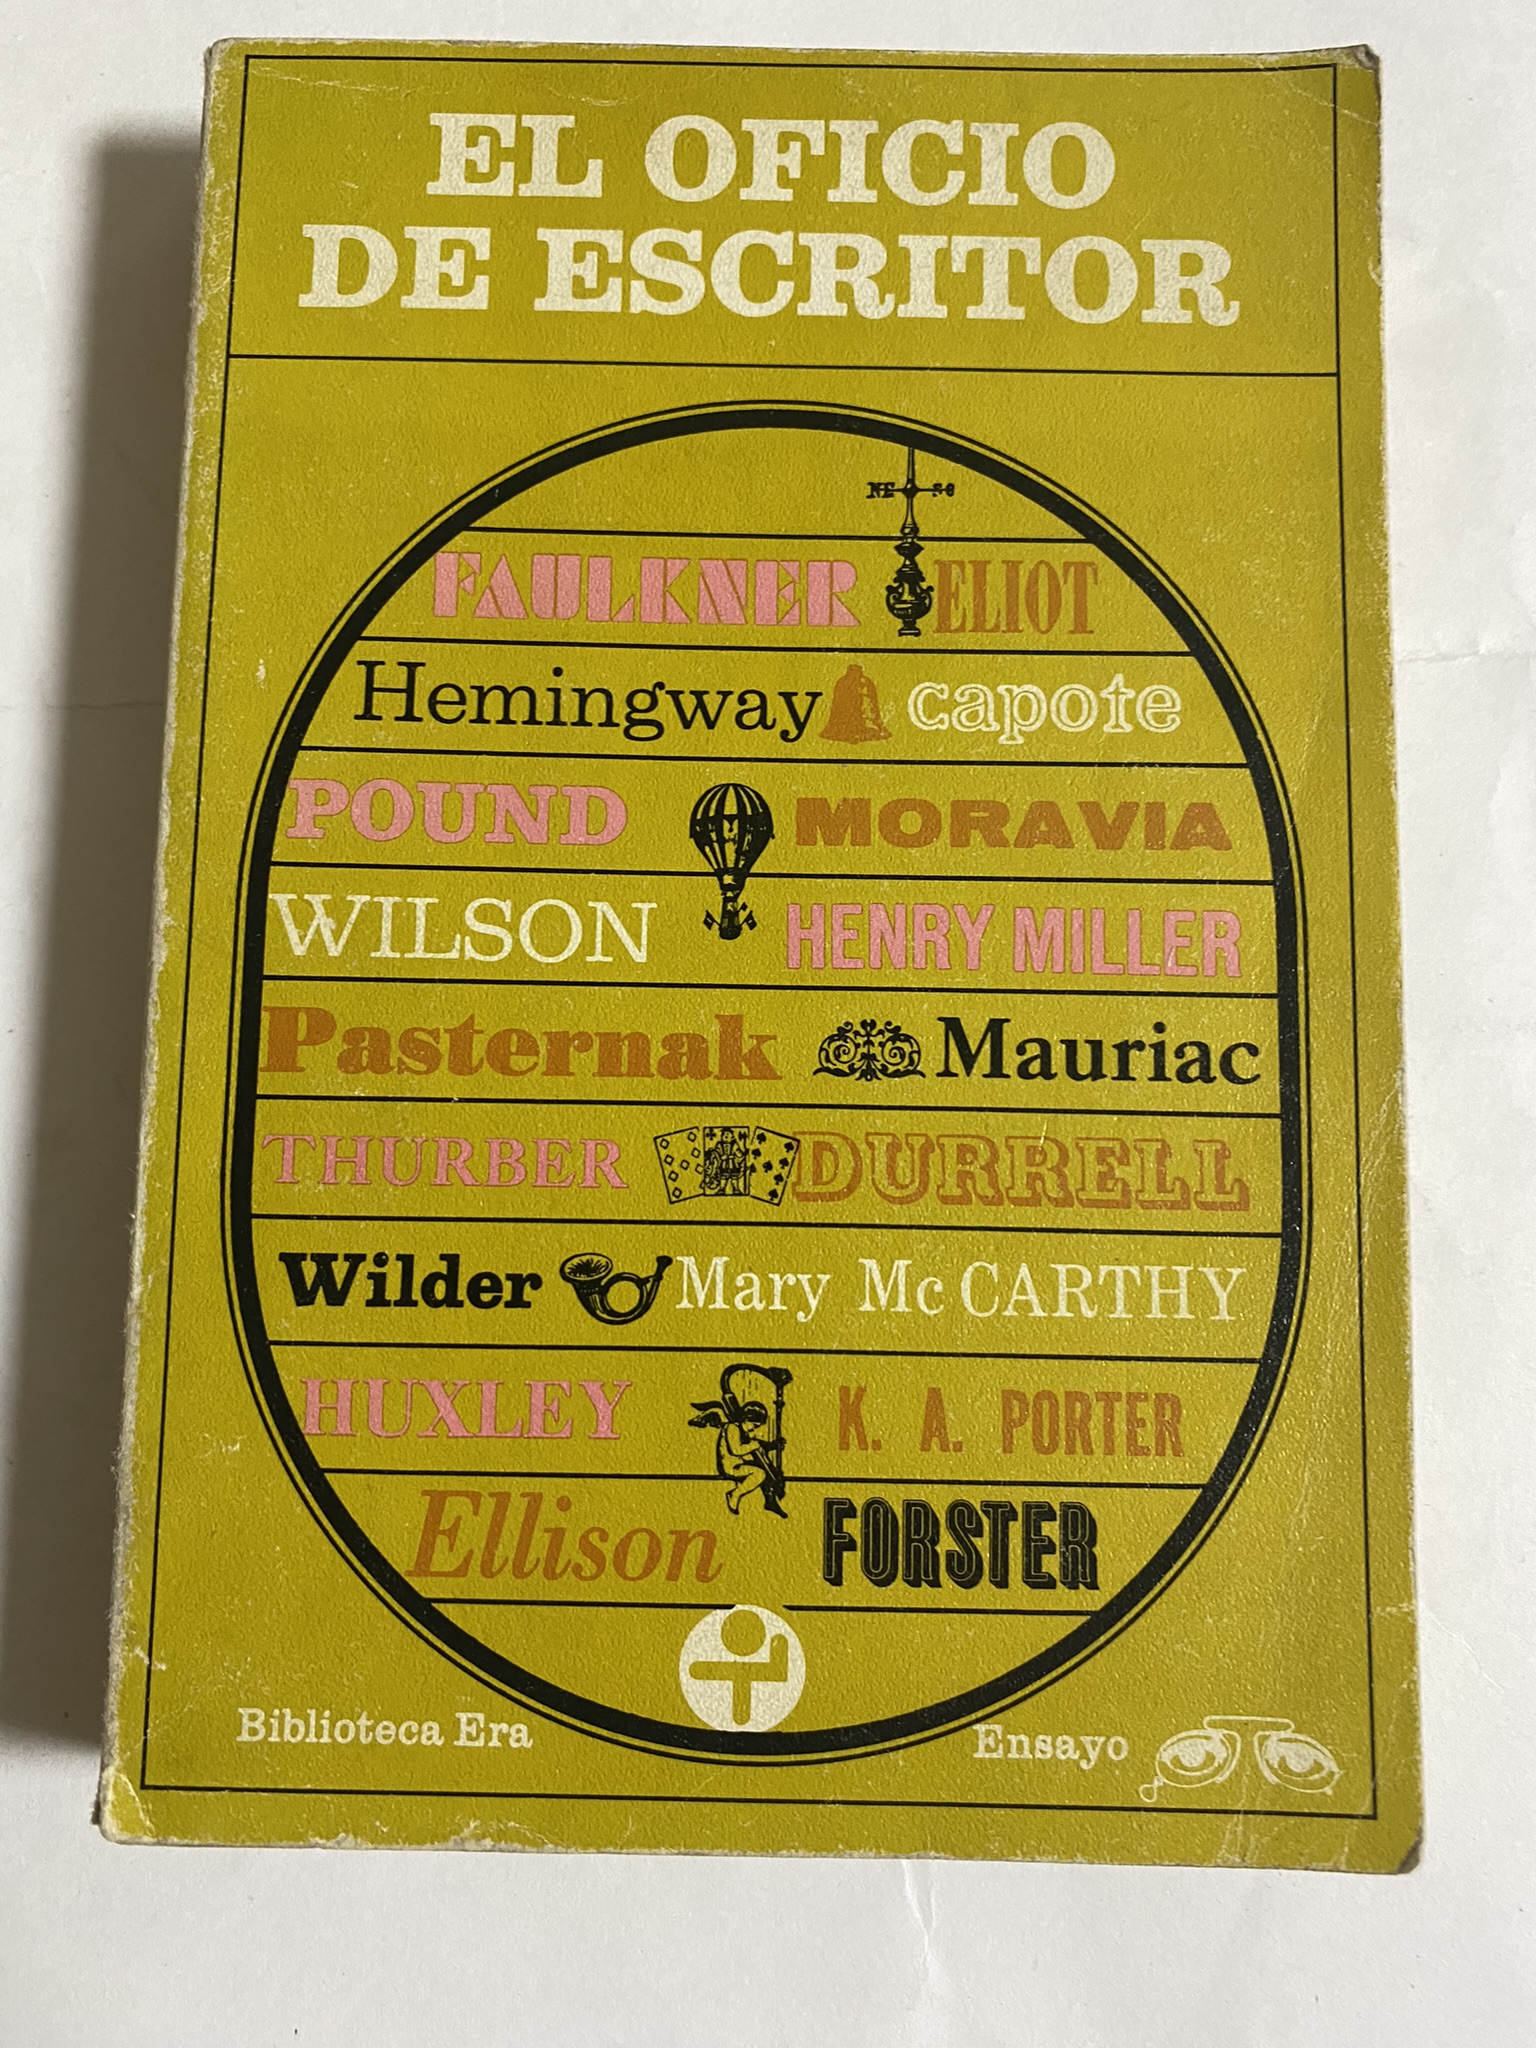 EL OFICIO
DE ESCRITOR
NE SO
FAULKNER ELIOT
Hemingway capote
POUND MORAVIA
WILSON HENRY MILLER
Pasternak Mauriac
THURBER DURRELL
Wilder Mary McCARTHY
HUXLEY K. A. PORTER
Ellison FORSTER
Biblioteca Era Ensayo